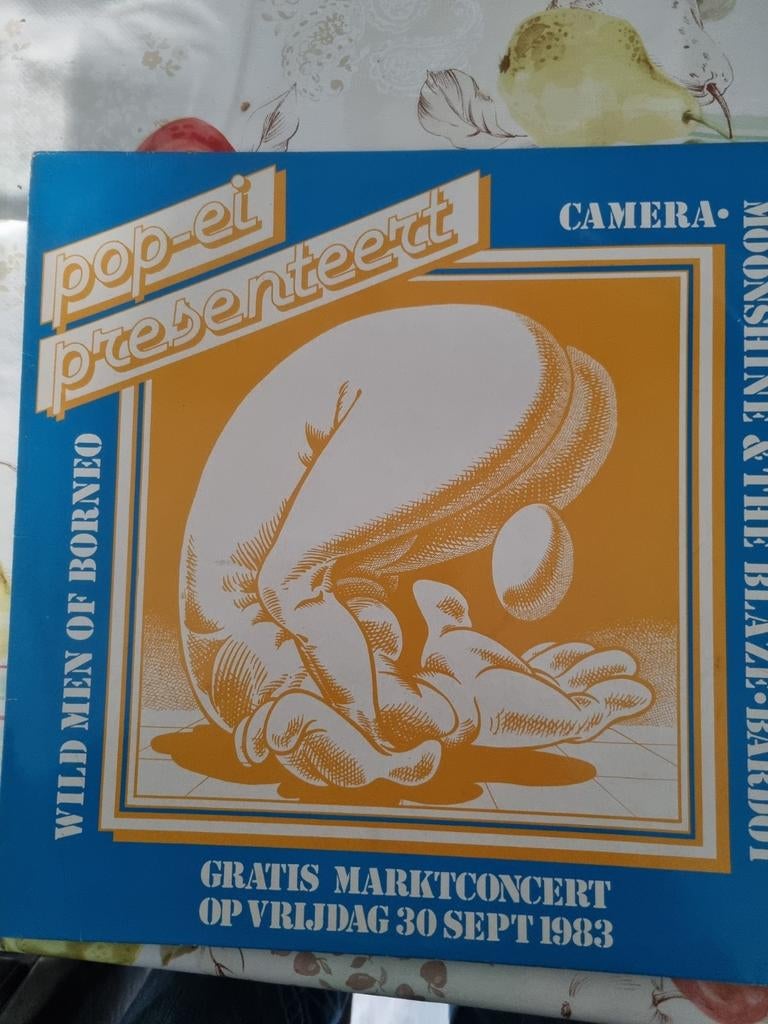 pop-ei
presenteert
CAMERA•
MOONSHINE & THE BLAZE•BARDOT
WILD MEN OF BORNEO
GRATIS MARKTCONCERT
OP VRIJDAG 30 SEPT 1983